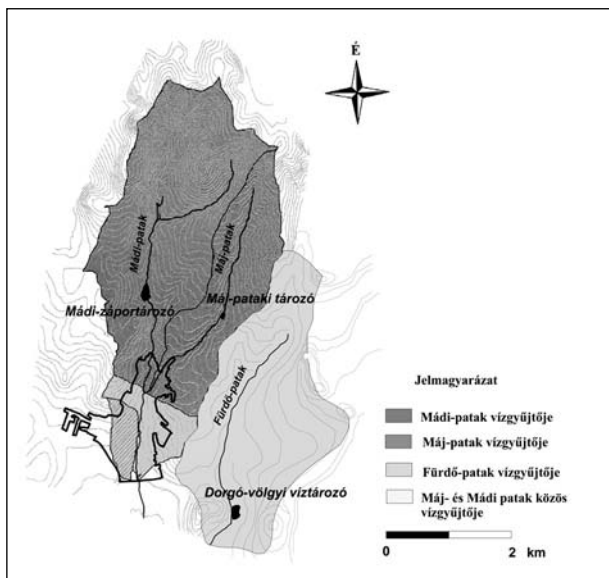 É
Mádi-patak
Máj-patak
Mádi-záportározó
Máj-pataki tározó
Fürdő-patak
Dorgó-völgyi víztározó
Jelmagyarázat
Mádi-patak vízgyűjtője
Máj-patak vízgyűjtője
Fürdő-patak vízgyűjtője
Máj- és Mádi patak közös
vízgyűjtője
0 2 km